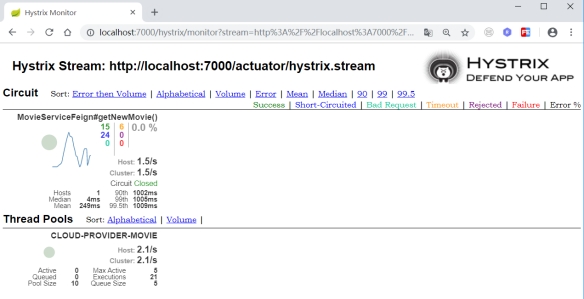 Hystrix Monitor
localhost:7000/hystrix/monitor?stream=http%3A%2F%2Flocalhost%3A7000%2F...
Hystrix Stream: http://localhost:7000/actuator/hystrix.stream
HYSTRIX
DEFEND YOUR APP
Circuit Sort: Error then Volume | Alphabetical | Volume | Error | Mean | Median | 90 | 99 | 99.5
Success | Short-Circuited | Bad Request | Timeout | Rejected | Failure | Error %
MovieServiceFeign#getNewMovie()
15 6 0.0 %
24 0
0 0
Host: 1.5/s
Cluster: 1.5/s
Circuit Closed
Hosts 1 90th 1002ms
Median 4ms 99th 1008ms
Mean 249ms 99.5th 1009ms
Thread Pools Sort: Alphabetical | Volume |
CLOUD-PROVIDER-MOVIE
Host: 2.1/s
Cluster: 2.1/s
Active 0 Max Active 5
Queued 0 Executions 21
Pool Size 10 Queue Size 5